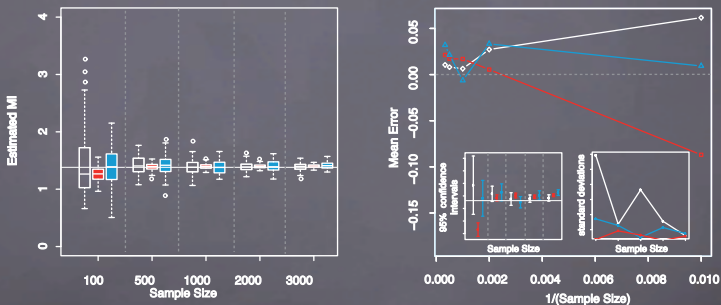 Estimated MI
4
3
2
1
0
100 500 1000 2000 3000
Sample Size
Mean Error
0.05
0.00
−0.05
−0.10
−0.15
95% confidence
intervals
Sample Size
standard deviations
Sample Size
0.000 0.002 0.004 0.006 0.008 0.010
1/(Sample Size)